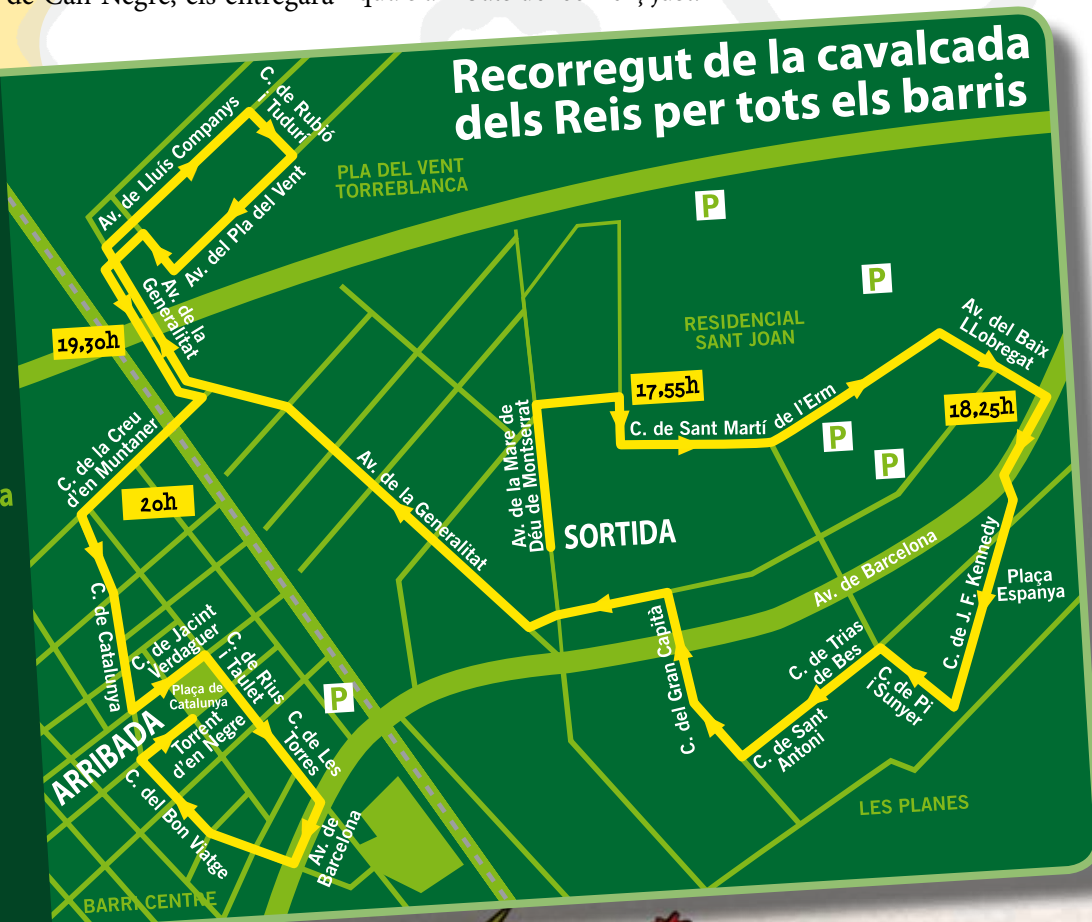 de Can Negre, els entregarà
Recorregut de la cavalcada
dels Reis per tots els barris
C. de Rubió
i Tudurí
Av. de Lluís Companys
PLA DEL VENT
TORREBLANCA
Av. del Pla del Vent
Av. de la
Generalitat
19,30h
P
P
RESIDENCIAL
SANT JOAN
Av. del Baix
LLobregat
17,55h
18,25h
C. de Sant Martí de l'Erm
P
P
Av. de la Mare de
Déu de Montserrat
SORTIDA
C. de la Creu
d'en Muntaner
20h
a
Av. de la Generalitat
Av. de Barcelona
C. de J. F. Kennedy
Plaça
Espanya
C. de Catalunya
C. de Jacint
Verdaguer
C. de Rius
i Taulet
Plaça de
Catalunya
P
C. del Gran Capità
C. de Trias
de Bes
C. de Pi
i Sunyer
C. de Sant
Antoni
ARRIBADA
Torrent
d'en Negre
C. de Les
Torres
C. del Bon Viatge
Av. de
Barcelona
LES PLANES
BARRI CENTRE